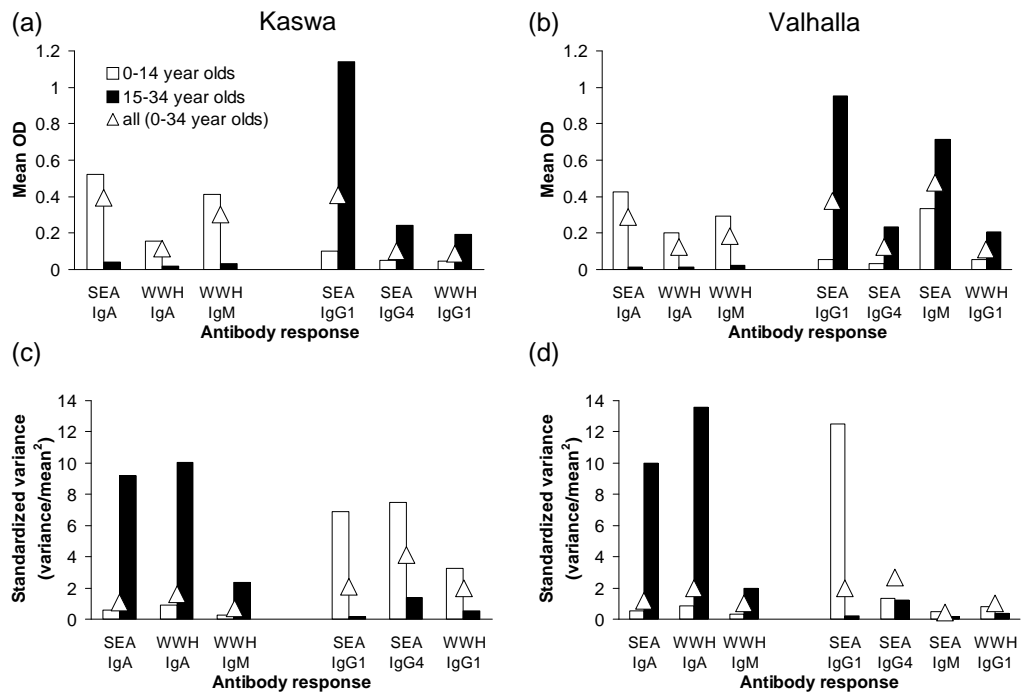 (a)
Kaswa
1.2
1
0.8
0.6
0.4
0.2
0
Mean OD
0-14 year olds
15-34 year olds
all (0-34 year olds)
SEA WWH WWH SEA SEA WWH
IgA IgA IgM IgG1 IgG4 IgG1
Antibody response
(b)
Valhalla
1.2
1
0.8
0.6
0.4
0.2
0
Mean OD
SEA WWH WWH SEA SEA SEA WWH
IgA IgA IgM IgG1 IgG4 IgM IgG1
Antibody response
(c)
14
12
10
8
6
4
2
0
Standardized variance
(variance/mean²)
SEA WWH WWH SEA SEA WWH
IgA IgA IgM IgG1 IgG4 IgG1
Antibody response
(d)
14
12
10
8
6
4
2
0
Standardized variance
(variance/mean²)
SEA WWH WWH SEA SEA SEA WWH
IgA IgA IgM IgG1 IgG4 IgM IgG1
Antibody response